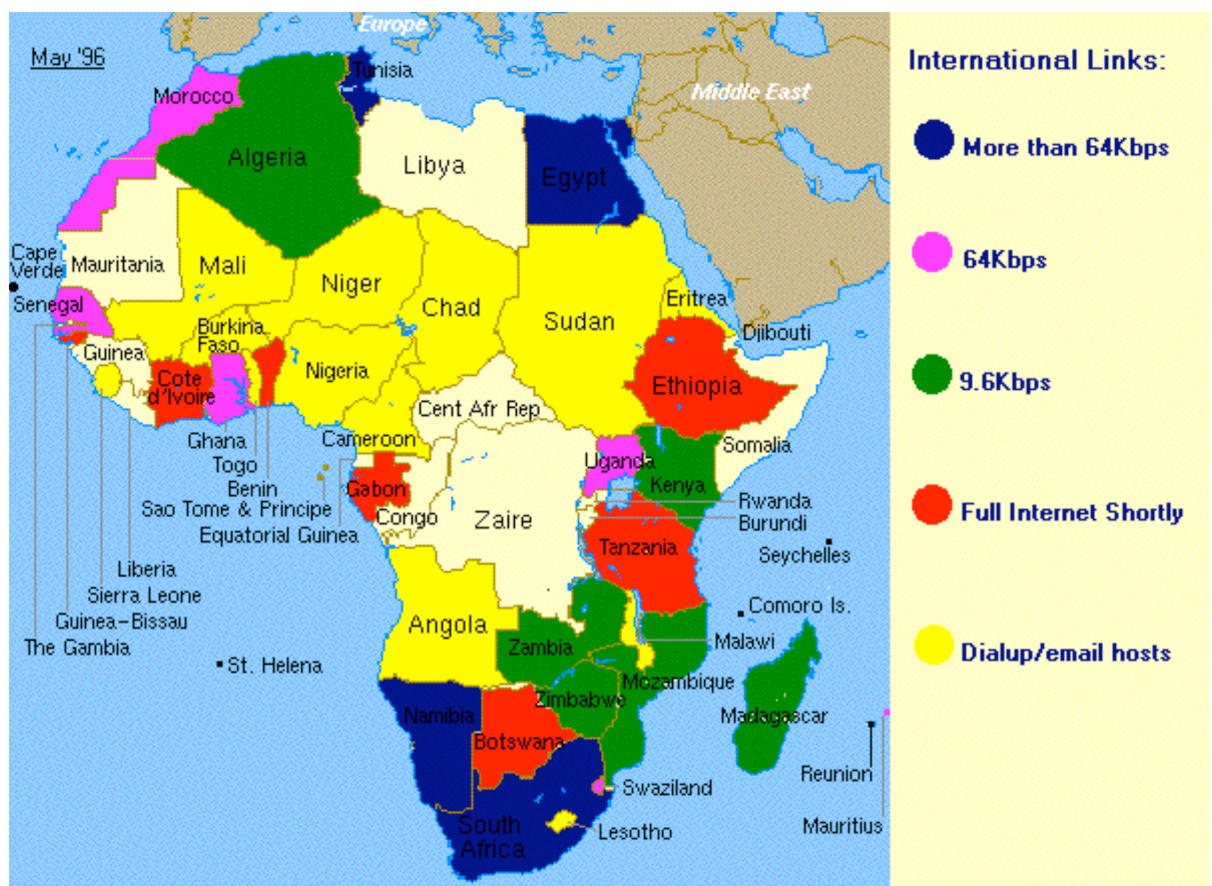 Europe
May '96
Tunisia
Morocco
Middle East
Algeria
Libya
Egypt
Cape
Verde
Mauritania
Mali
Niger
Chad
Sudan
Eritrea
Senegal
Djibouti
Burkina
Faso
Guinea
Nigeria
Cote
d'Ivoire
Ethiopia
Cent Afr Rep
Ghana
Cameroon
Somalia
Togo
Uganda
Benin
Gabon
Kenya
Rwanda
Sao Tome & Principe
Congo
Zaire
Burundi
Equatorial Guinea
Tanzania
Seychelles
Liberia
Sierra Leone
Comoro Is.
Guinea-Bissau
Angola
The Gambia
Zambia
Malawi
St. Helena
Mozambique
Zimbabwe
Namibia
Madagascar
Botswana
Reunion
Swaziland
Mauritius
South
Africa
Lesotho
International Links:
More than 64Kbps
64Kbps
9.6Kbps
Full Internet Shortly
Dialup/email hosts